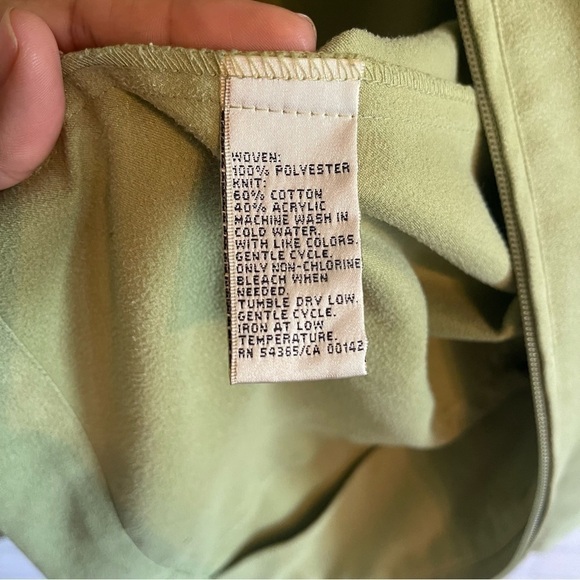 WOVEN:
100% POLYESTER
KNIT:
60% COTTON
40% ACRYLIC
MACHINE WASH IN
COLD WATER.
WITH LIKE COLORS.
GENTLE CYCLE.
ONLY NON-CHLORINE
BLEACH WHEN
NEEDED.
TUMBLE DRY LOW.
GENTLE CYCLE.
IRON AT LOW
TEMPERATURE.
RN 54365/CA 00142